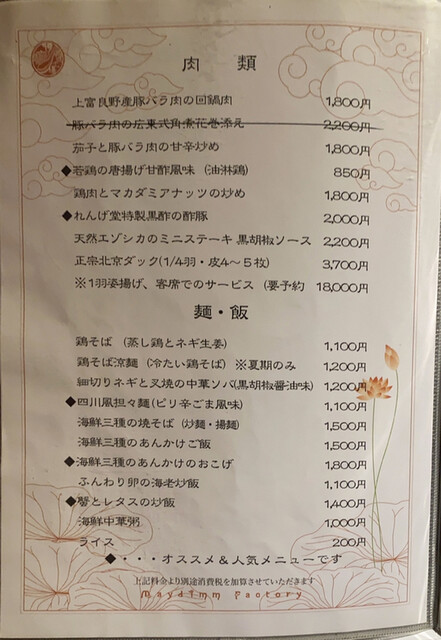 肉 類
上富良野産豚バラ肉の回鍋肉 1,800円
豚バラ肉の広東式角煮花巻添え 2,200円
茄子と豚バラ肉の甘辛炒め 1,800円
◆若鶏の唐揚げ甘酢風味 (油淋鶏) 850円
鶏肉とマカダミアナッツの炒め 1,800円
◆れんげ堂特製黒酢の酢豚 2,000円
天然エゾシカのミニステーキ 黒胡椒ソース 2,200円
正宗北京ダック(1/4羽・皮4～5枚) 3,700円
※1羽姿揚げ、客席でのサービス (要予約 18,000円
麺・飯
鶏そば (蒸し鶏とネギ生姜) 1,100円
鶏そば涼麺 (冷たい鶏そば) ※夏期のみ 1,200円
細切りネギと叉焼の中華ソバ(黒胡椒醤油味) 1,200円
◆四川風担々麺(ピリ辛ごま風味) 1,100円
海鮮三種の焼そば (炒麺・揚麺) 1,500円
海鮮三種のあんかけご飯 1,500円
◆海鮮三種のあんかけのおこげ 1,800円
ふんわり卵の海老炒飯 1,100円
◆蟹とレタスの炒飯 1,400円
海鮮中華粥 1,000円
ライス 200円
◆・・・オススメ＆人気メニューです
上記料金より別途消費税を加算させていただきます
Maydimm Factory